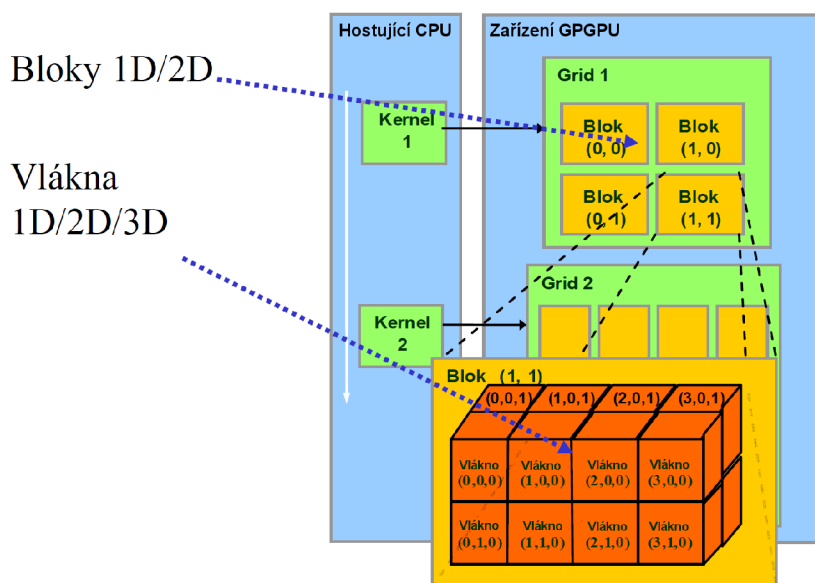 Bloky 1D/2D
Vlákna
1D/2D/3D
Hostující CPU
Kernel
1
Kernel
2
Zařízení GPGPU
Grid 1
Blok
(0, 0)
Blok
(1, 0)
Blok
(0, 1)
Blok
(1, 1)
Grid 2
Blok (1, 1)
(0,0,1) (1,0,1) (2,0,1) (3,0,1)
Vlákno Vlákno Vlákno Vlákno
(0,0,0) (1,0,0) (2,0,0) (3,0,0)
Vlákno Vlákno Vlákno Vlákno
(0,1,0) (1,1,0) (2,1,0) (3,1,0)